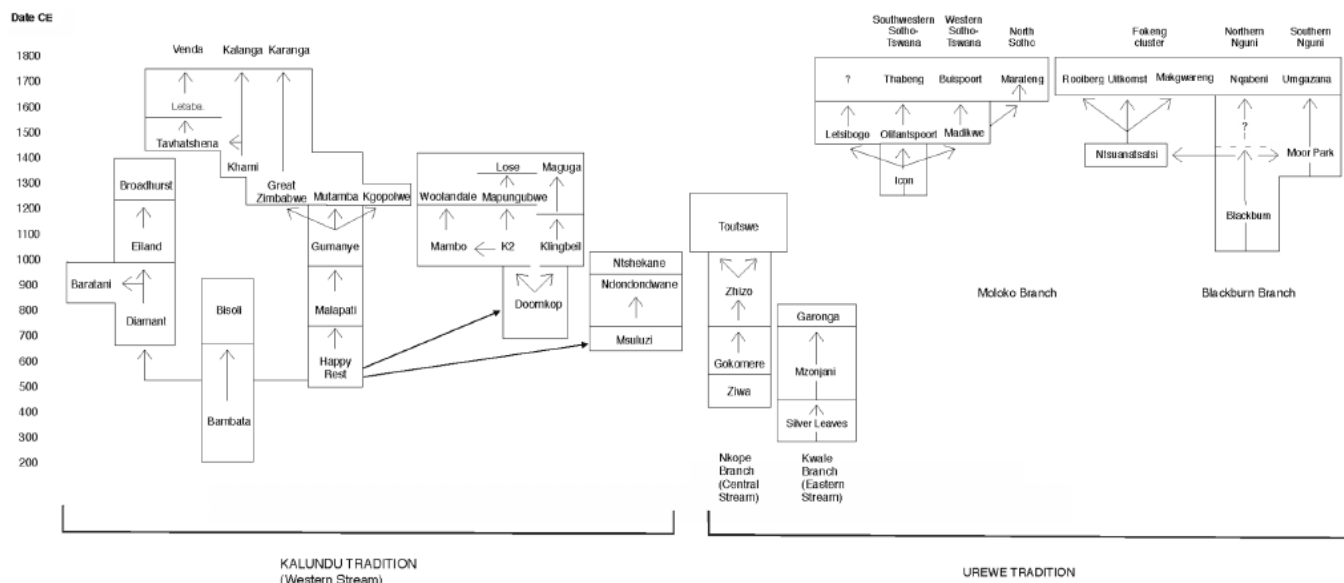 Date CE
1800
1700
1600
1500
1400
1300
1200
1100
1000
900
800
700
600
500
400
300
200
Venda
Kalanga
Karanga
Letaba.
Tavhatshena
Khami
Great
Zimbabwe
Mutamba
Kgopolwe
Gumanye
Malapati
Happy
Rest
Broadhurst
Eiland
Baratani
Diamant
Bisoli
Bambata
Lose
Maguga
Woolandale
Mapungubwe
Mambo
K2
Klingbeil
Doornkop
Ntshekane
Ndondondwane
Msuluzi
Toutswe
Zhizo
Gokomere
Ziwa
Garonga
Mzonjani
Silver Leaves
Nkope
Branch
(Central
Stream)
Kwale
Branch
(Eastern
Stream)
Southwestern
Sotho-
Tswana
Western
Sotho-
Tswana
North
Sotho
?
Thabeng
Buispoort
Marateng
Letsibogo
Olifantspoort
Madikwe
Icon
Moloko Branch
Fokeng
cluster
Northern
Nguni
Southern
Nguni
Rooiberg
Uitkomst
Makgwareng
Nqabeni
Umgazana
?
Ntsuanatsatsi
Moor Park
Blackburn
Blackburn Branch
KALUNDU TRADITION
(Western Stream)
UREWE TRADITION